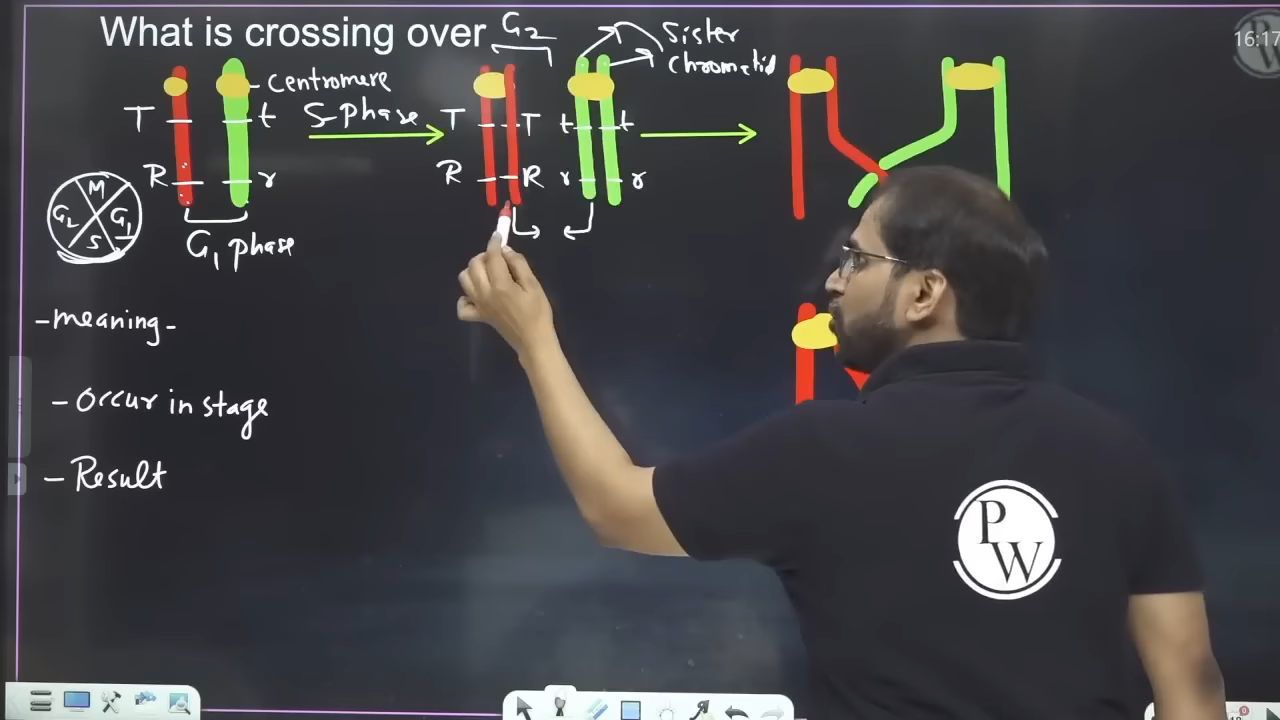 What is crossing over
G2
Sister
chromatid
Centromere
S-phase
T t
T T t t
R r
R R r r
M
G2 G1
S
G1 phase
-meaning-
- Occur in stage
- Result
16:17
P
W